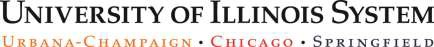 UNIVERSITY OF ILLINOIS SYSTEM
URBANA-CHAMPAIGN • CHICAGO • SPRINGFIELD